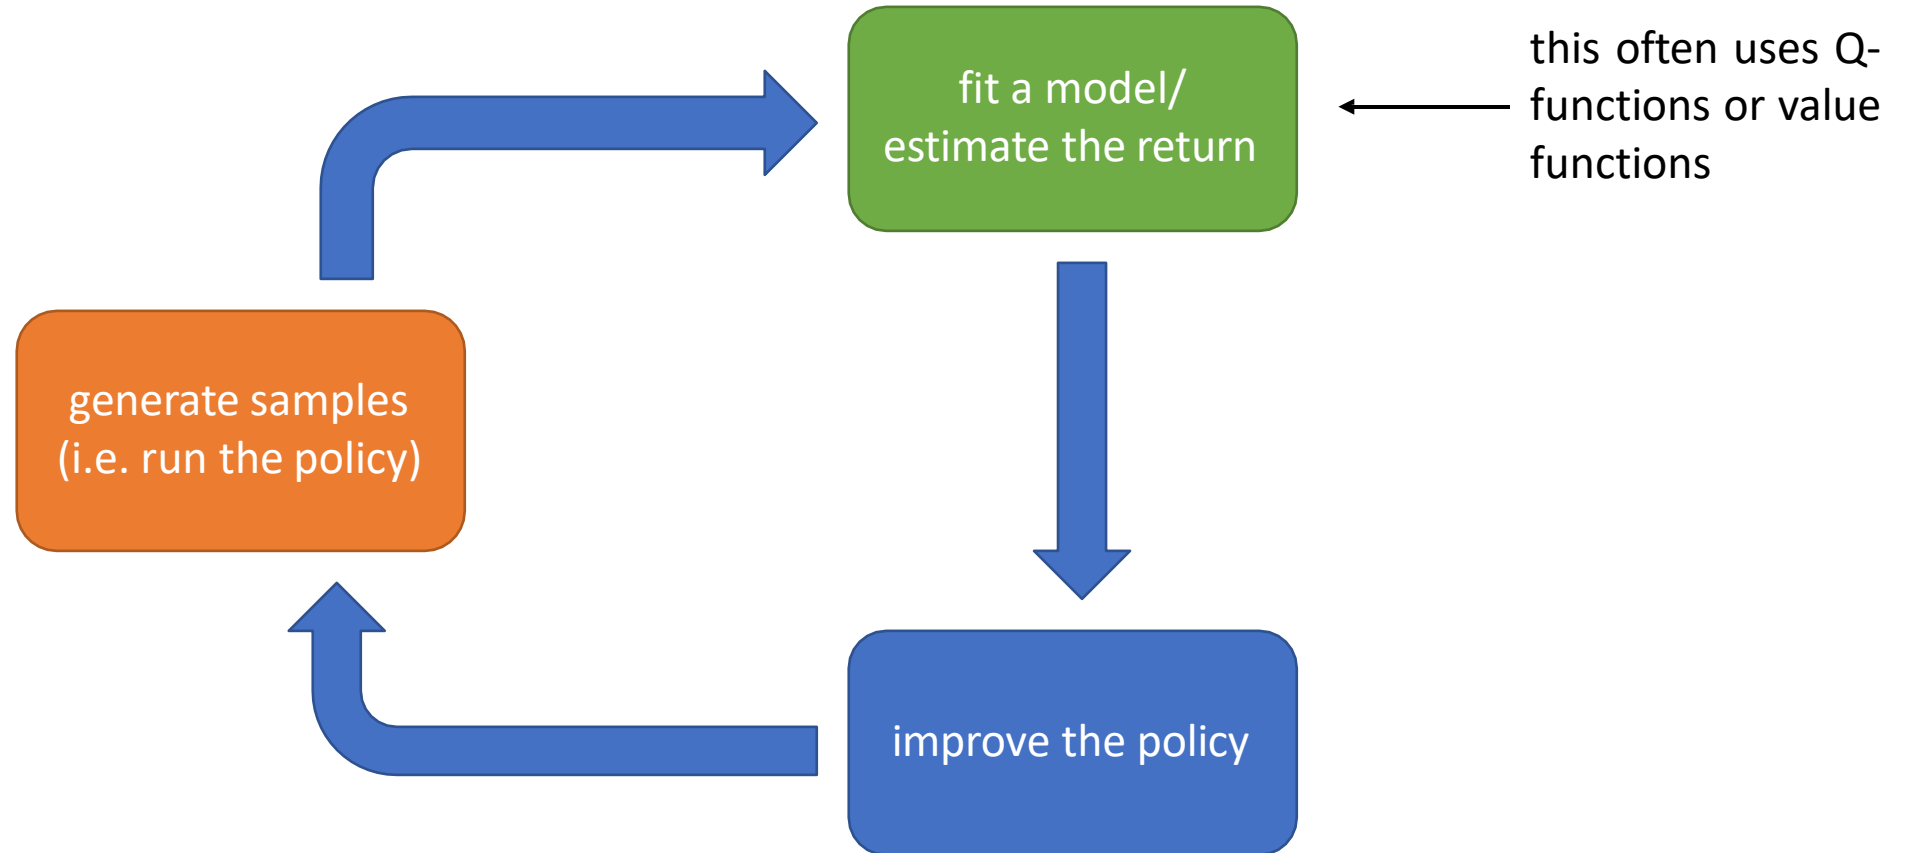 fit a model/
estimate the return
this often uses Q-
functions or value
functions
generate samples
(i.e. run the policy)
improve the policy